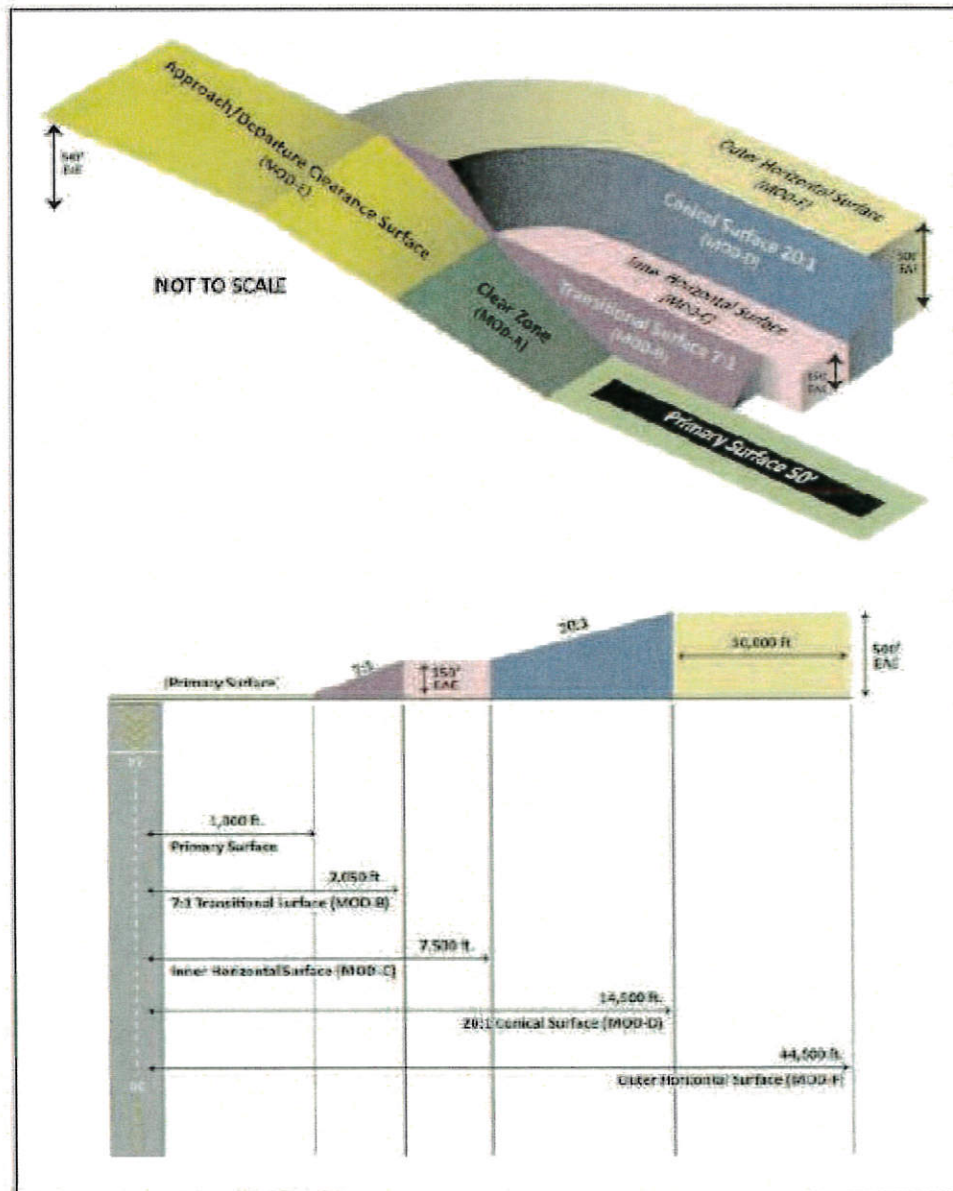 Approach/Departure Clearance Surface
(MOD-E)
Outer Horizontal Surface
(MOD-F)
Conical Surface 20:1
(MOD-D)
Inner Horizontal Surface
(MOD-C)
Transitional Surface 7:1
(MOD-B)
Clear Zone
(MOD-A)
NOT TO SCALE
Primary Surface 50'
(Primary Surface)
7:1
150'
EAE
20:1
30,000 ft
500'
EAE
1,000 ft.
Primary Surface
2,050 ft.
7:1 Transitional Surface (MOD-B)
7,500 ft.
Inner Horizontal Surface (MOD-C)
14,500 ft.
20:1 Conical Surface (MOD-D)
44,500 ft.
Outer Horizontal Surface (MOD-F)